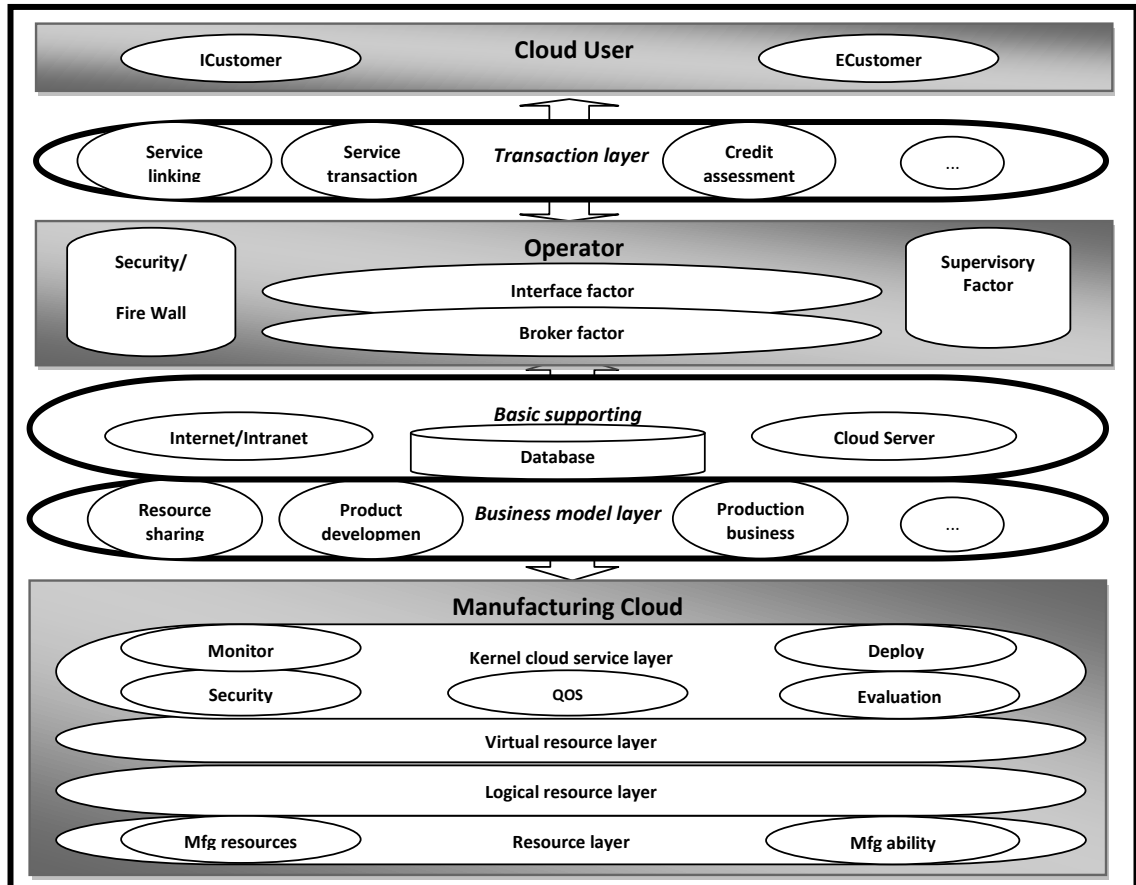 Cloud User
ICustomer
ECustomer
Service
linking
Service
transaction
Transaction layer
Credit
assessment
...
Operator
Security/
Fire Wall
Interface factor
Broker factor
Supervisory
Factor
Basic supporting
Internet/Intranet
Database
Cloud Server
Resource
sharing
Product
developmen
Business model layer
Production
business
...
Manufacturing Cloud
Monitor
Kernel cloud service layer
Deploy
Security
QOS
Evaluation
Virtual resource layer
Logical resource layer
Mfg resources
Resource layer
Mfg ability